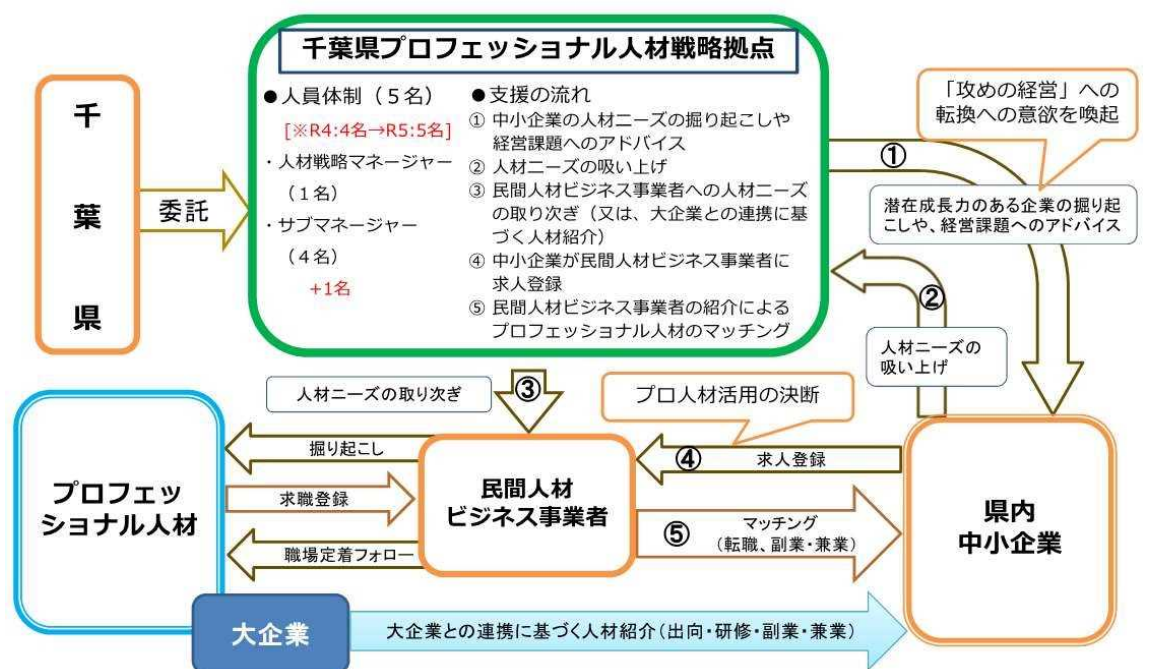 千葉県プロフェッショナル人材戦略拠点
●人員体制（５名）
[※R4:4名→R5:5名]
・人材戦略マネージャー
（１名）
・サブマネージャー
（４名）
+1名
●支援の流れ
① 中小企業の人材ニーズの掘り起こしや
経営課題へのアドバイス
② 人材ニーズの吸い上げ
③ 民間人材ビジネス事業者への人材ニーズ
の取り次ぎ（又は、大企業との連携に基
づく人材紹介）
④ 中小企業が民間人材ビジネス事業者に
求人登録
⑤ 民間人材ビジネス事業者の紹介による
プロフェッショナル人材のマッチング
千
葉
県
委託
「攻めの経営」への
転換への意欲を喚起
①
潜在成長力のある企業の掘り起
こしや、経営課題へのアドバイス
②
人材ニーズの
吸い上げ
人材ニーズの取り次ぎ
③
プロ人材活用の決断
掘り起こし
④
求人登録
プロフェッ
ショナル人材
求職登録
民間人材
ビジネス事業者
⑤
マッチング
（転職、副業・兼業）
県内
中小企業
職場定着フォロー
大企業
大企業との連携に基づく人材紹介（出向・研修・副業・兼業）